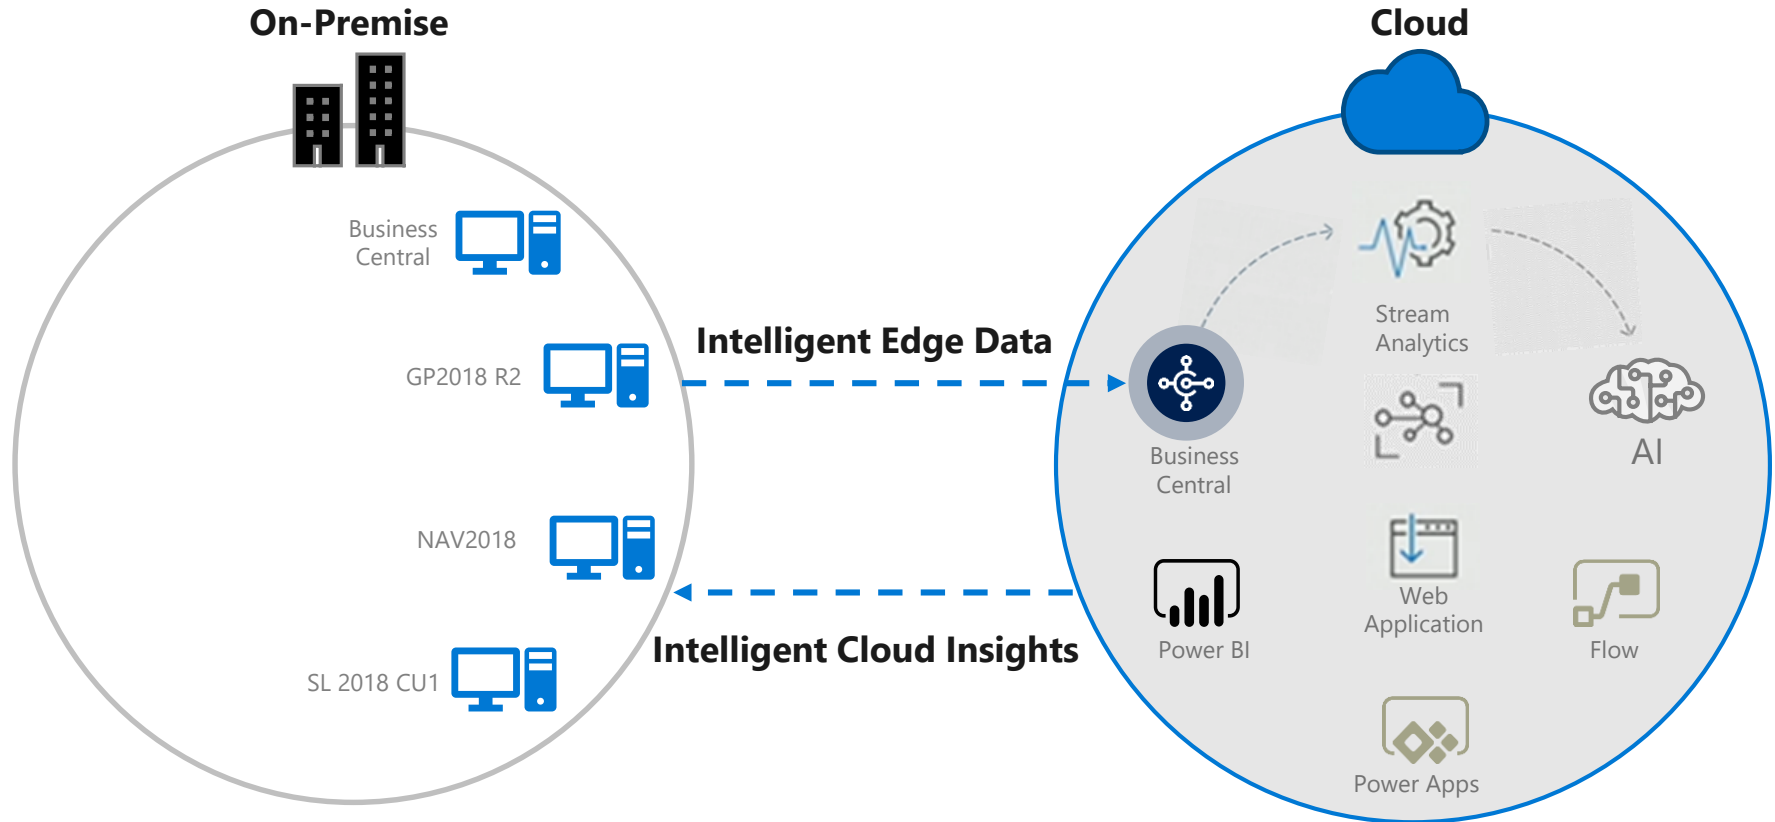 On-Premise
Cloud
Business
Central
GP2018 R2
NAV2018
SL 2018 CU1
Intelligent Edge Data
Intelligent Cloud Insights
Stream
Analytics
Business
Central
AI
Web
Application
Power BI
Flow
Power Apps